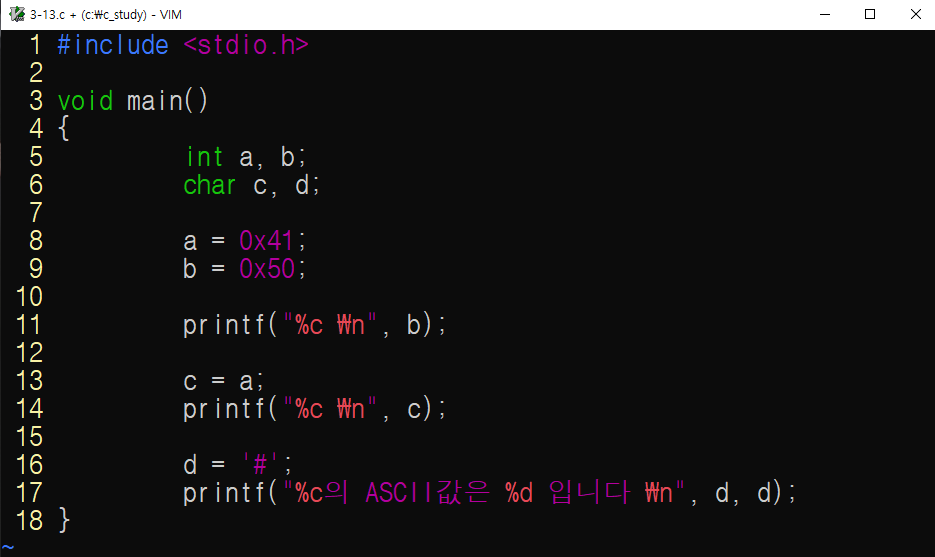 3-13.c + (c:₩c_study) - VIM
1 #include <stdio.h>
2
3 void main()
4 {
5 int a, b;
6 char c, d;
7
8 a = 0x41;
9 b = 0x50;
10
11 printf("%c ₩n", b);
12
13 c = a;
14 printf("%c ₩n", c);
15
16 d = '#';
17 printf("%c의 ASCII값은 %d 입니다 ₩n", d, d);
18 }
~